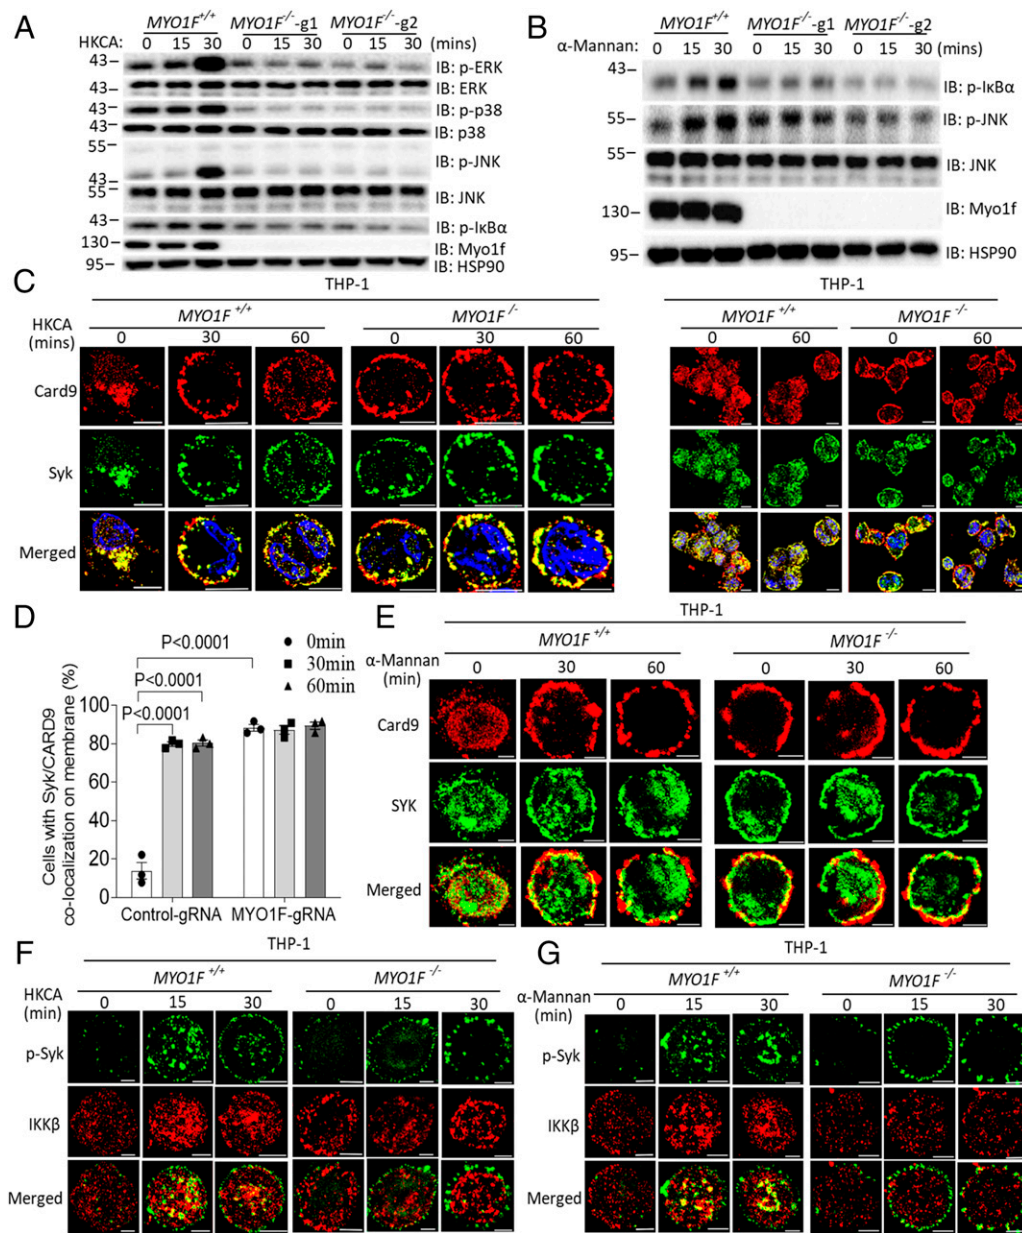 A
MYO1F+/+ MYO1F-/--g1 MYO1F-/--g2
HKCA: 0 15 30 0 15 30 0 15 30 (mins)
43 IB: p-ERK
IB: ERK
43 IB: p-p38
43 IB: p38
55 IB: p-JNK
43
55 IB: JNK
43 IB: p-IκBα
130 IB: Myo1f
95 IB: HSP90
B
MYO1F+/+ MYO1F-/--g1 MYO1F-/--g2
α-Mannan: 0 15 30 0 15 30 0 15 30 (mins)
43
IB: p-IκBα
55 IB: p-JNK
55 IB: JNK
130 IB: Myo1f
95 IB: HSP90
C
THP-1 THP-1
HKCA MYO1F +/+ MYO1F -/- MYO1F +/+ MYO1F -/-
(mins) 0 30 60 0 30 60 0 60 0 60
Card9
Syk
Merged
D
P<0.0001
P<0.0001
P<0.0001
0min
30min
60min
Cells with Syk/CARD9
co-localization on membrane (%)
100
80
60
40
20
0
Control-gRNA MYO1F-gRNA
E
THP-1
MYO1F +/+ MYO1F -/-
α-Mannan 0 30 60 0 30 60
(min)
Card9
SYK
Merged
F
THP-1
MYO1F +/+ MYO1F -/-
HKCA 0 15 30 0 15 30
(min)
p-Syk
IKKβ
Merged
G
THP-1
MYO1F +/+ MYO1F -/-
α-Mannan 0 15 30 0 15 30
(min)
p-Syk
IKKβ
Merged